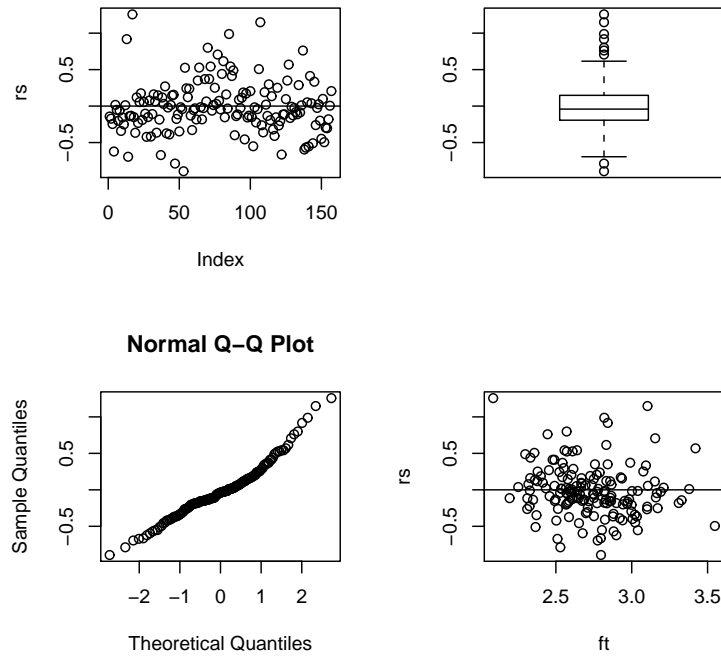 rs
0.5
−0.5
0 50 100 150
Index
0.5
−0.5
Normal Q−Q Plot
Sample Quantiles
0.5
−0.5
−2 −1 0 1 2
Theoretical Quantiles
rs
0.5
−0.5
2.5 3.0 3.5
ft